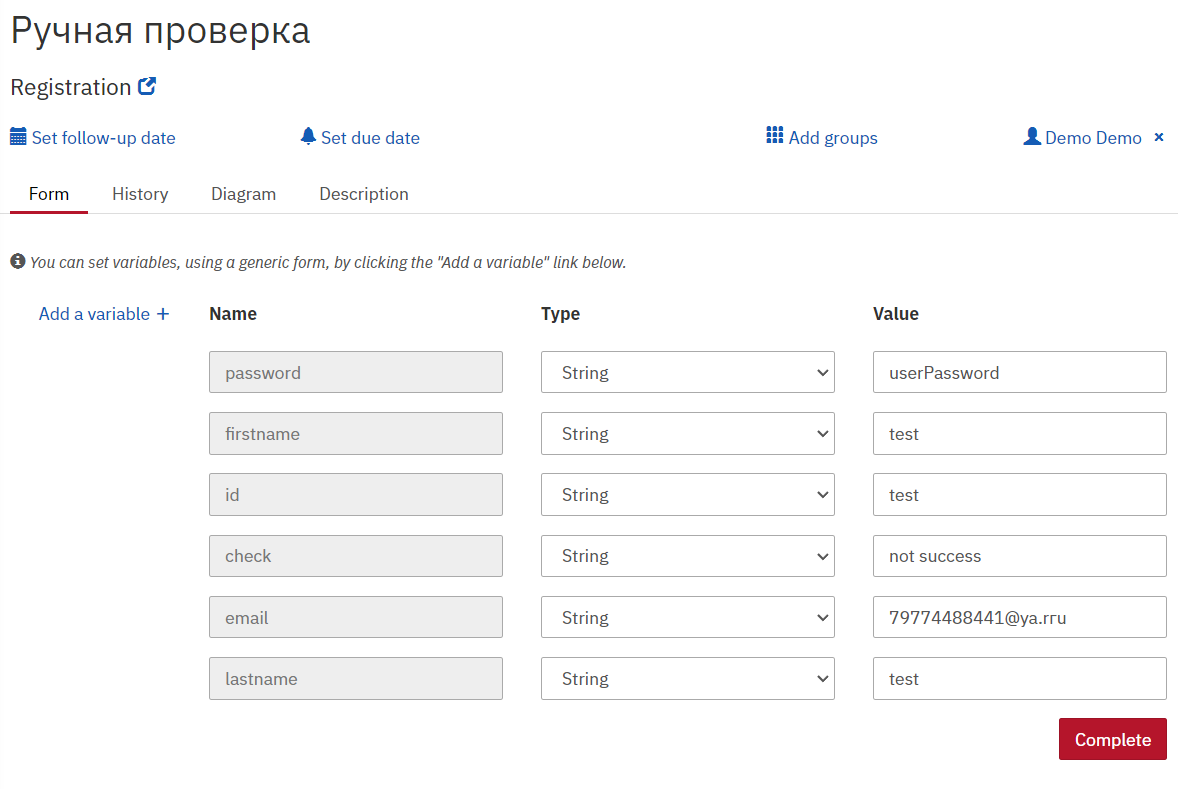 Ручная проверка
Registration
Set follow-up date Set due date Add groups Demo Demo ×
Form History Diagram Description
You can set variables, using a generic form, by clicking the "Add a variable" link below.
Add a variable + Name Type Value
password String userPassword
firstname String test
id String test
check String not success
email String 79774488441@ya.rru
lastname String test
Complete